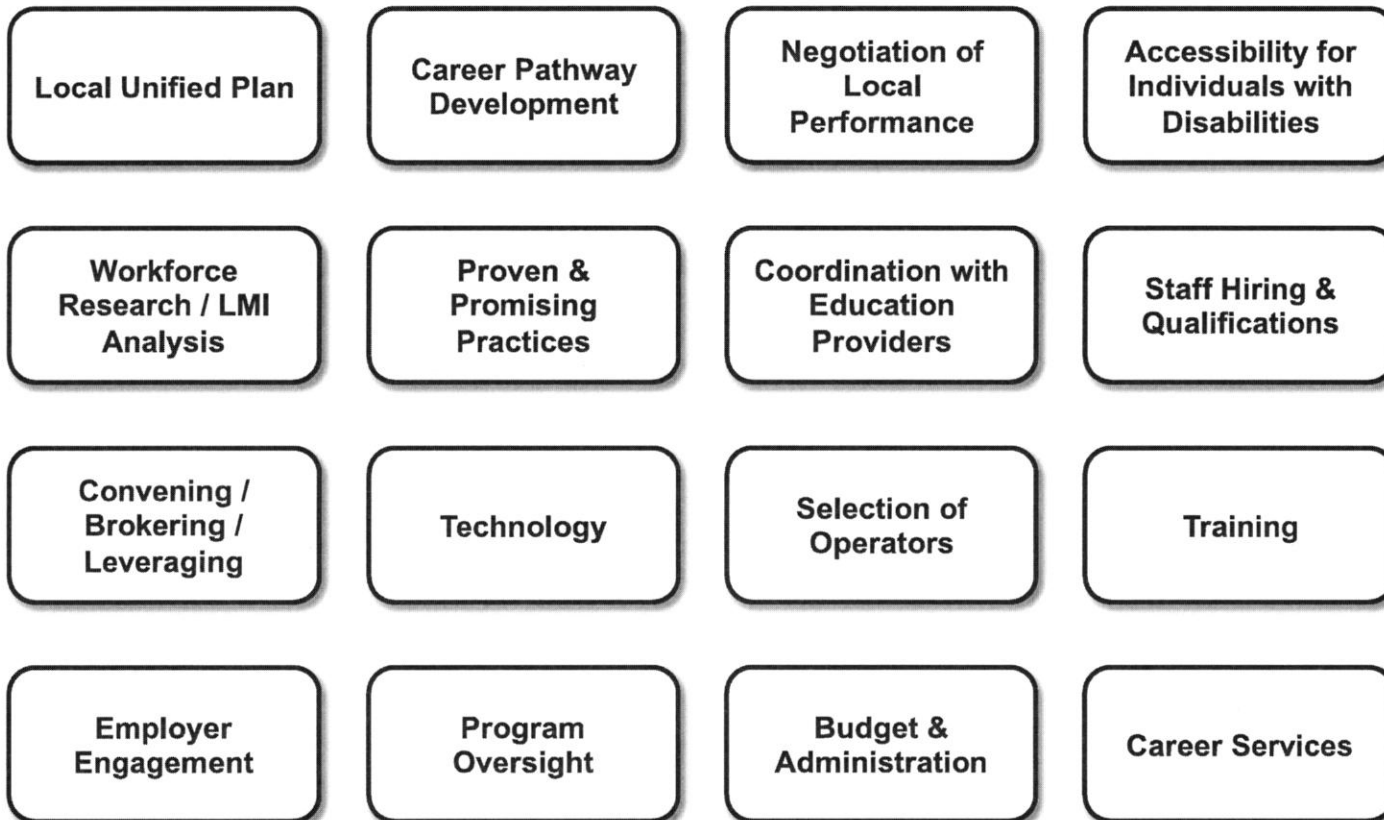 Local Unified Plan
Career Pathway
Development
Negotiation of
Local
Performance
Accessibility for
Individuals with
Disabilities
Workforce
Research / LMI
Analysis
Proven &
Promising
Practices
Coordination with
Education
Providers
Staff Hiring &
Qualifications
Convening /
Brokering /
Leveraging
Technology
Selection of
Operators
Training
Employer
Engagement
Program
Oversight
Budget &
Administration
Career Services